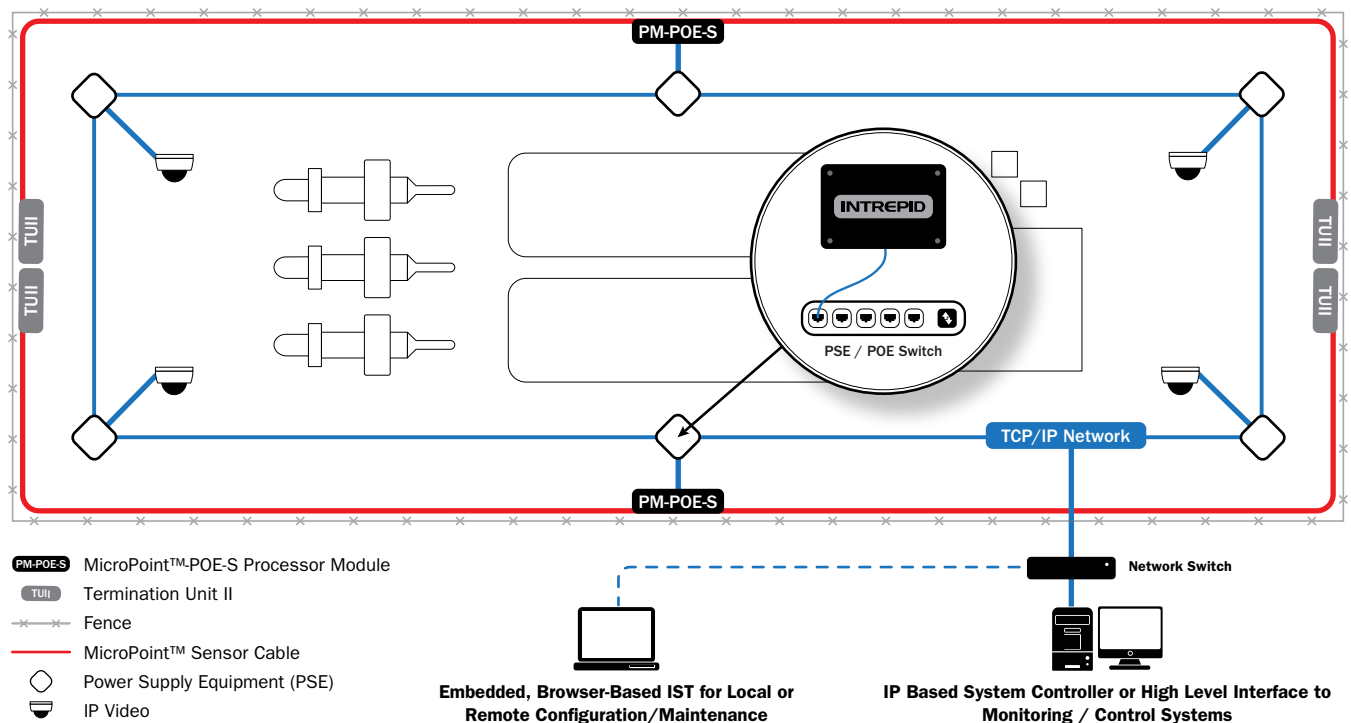 PM-POE-S
TUII
TUII
TUII
TUII
INTREPID
PSE / POE Switch
TCP/IP Network
PM-POE-S
PM-POE-S MicroPoint™-POE-S Processor Module
TUII Termination Unit II
Fence
MicroPoint™ Sensor Cable
Power Supply Equipment (PSE)
IP Video
Network Switch
Embedded, Browser-Based IST for Local or
Remote Configuration/Maintenance
IP Based System Controller or High Level Interface to
Monitoring / Control Systems